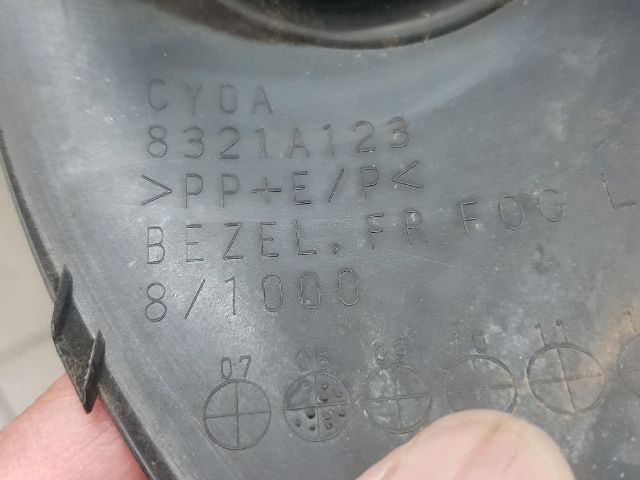 CY0A
8321A123
>PP+E/P<
BEZEL, FR FOG L
8/1000
07 08 09 10 11